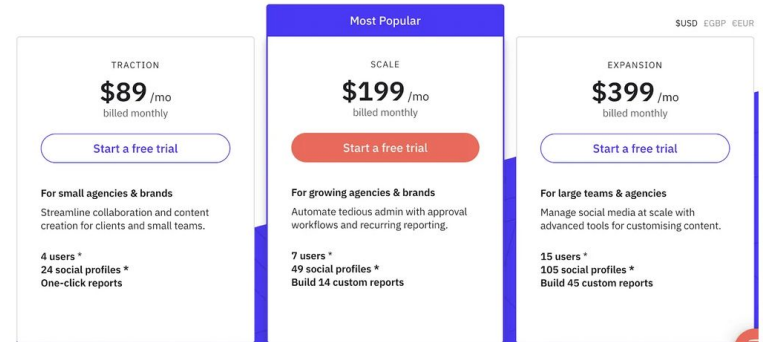 Most Popular
$USD £GBP €EUR
TRACTION
$89 /mo
billed monthly
Start a free trial
For small agencies & brands
Streamline collaboration and content
creation for clients and small teams.
4 users *
24 social profiles *
One-click reports
SCALE
$199 /mo
billed monthly
Start a free trial
For growing agencies & brands
Automate tedious admin with approval
workflows and recurring reporting.
7 users *
49 social profiles *
Build 14 custom reports
EXPANSION
$399 /mo
billed monthly
Start a free trial
For large teams & agencies
Manage social media at scale with
advanced tools for customising content.
15 users *
105 social profiles *
Build 45 custom reports